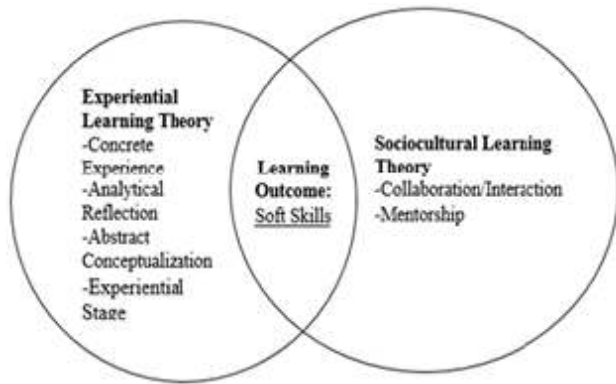 Experiential
Learning Theory
-Concrete
Experience
-Analytical
Reflection
-Abstract
Conceptualization
-Experiential
Stage
Learning
Outcome:
Soft Skills
Sociocultural Learning
Theory
-Collaboration/Interaction
-Mentorship